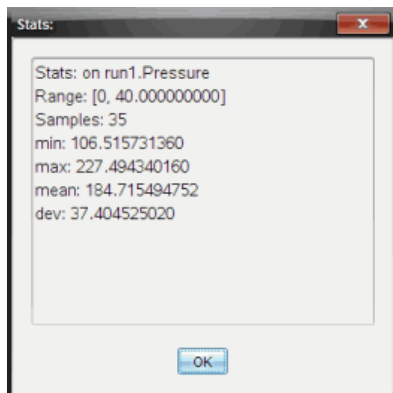 Stats:
Stats: on run1.Pressure
Range: [0, 40.000000000]
Samples: 35
min: 106.515731360
max: 227.494340160
mean: 184.715494752
dev: 37.404525020
OK